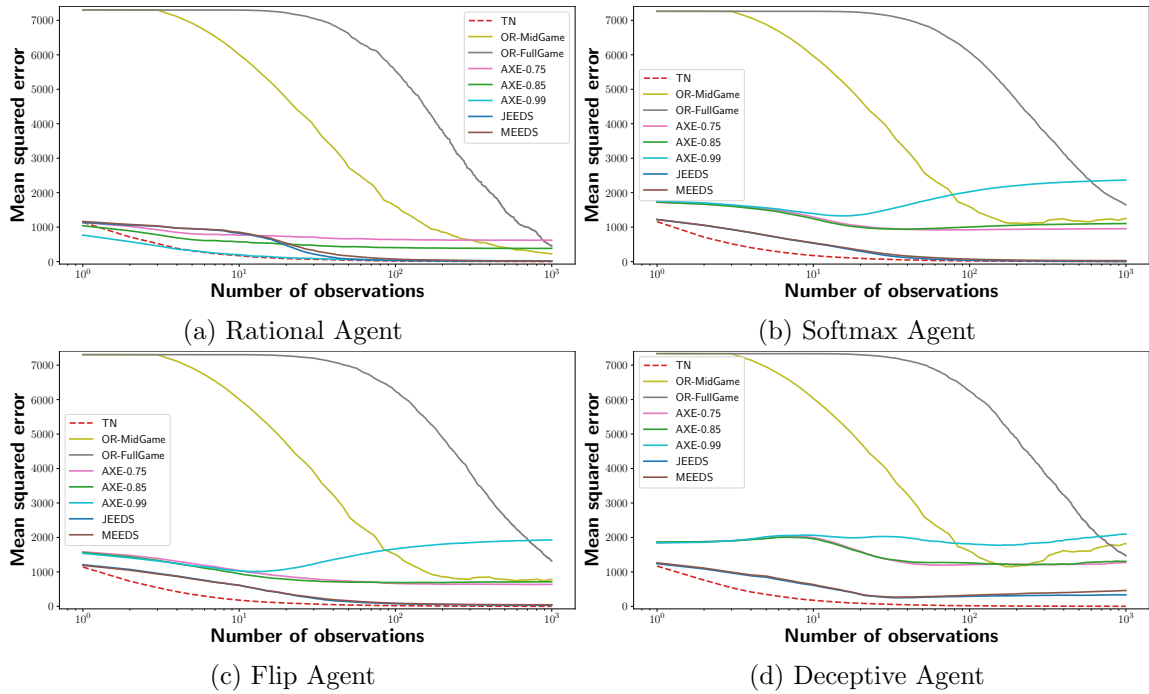 Mean squared error
7000
6000
5000
4000
3000
2000
1000
0
TN
OR-MidGame
OR-FullGame
AXE-0.75
AXE-0.85
AXE-0.99
JEEDS
MEEDS
10^0
10^1
10^2
10^3
Number of observations
(a) Rational Agent
Mean squared error
7000
6000
5000
4000
3000
2000
1000
0
TN
OR-MidGame
OR-FullGame
AXE-0.75
AXE-0.85
AXE-0.99
JEEDS
MEEDS
10^0
10^1
10^2
10^3
Number of observations
(b) Softmax Agent
Mean squared error
7000
6000
5000
4000
3000
2000
1000
0
TN
OR-MidGame
OR-FullGame
AXE-0.75
AXE-0.85
AXE-0.99
JEEDS
MEEDS
10^0
10^1
10^2
10^3
Number of observations
(c) Flip Agent
Mean squared error
7000
6000
5000
4000
3000
2000
1000
0
TN
OR-MidGame
OR-FullGame
AXE-0.75
AXE-0.85
AXE-0.99
JEEDS
MEEDS
10^0
10^1
10^2
10^3
Number of observations
(d) Deceptive Agent